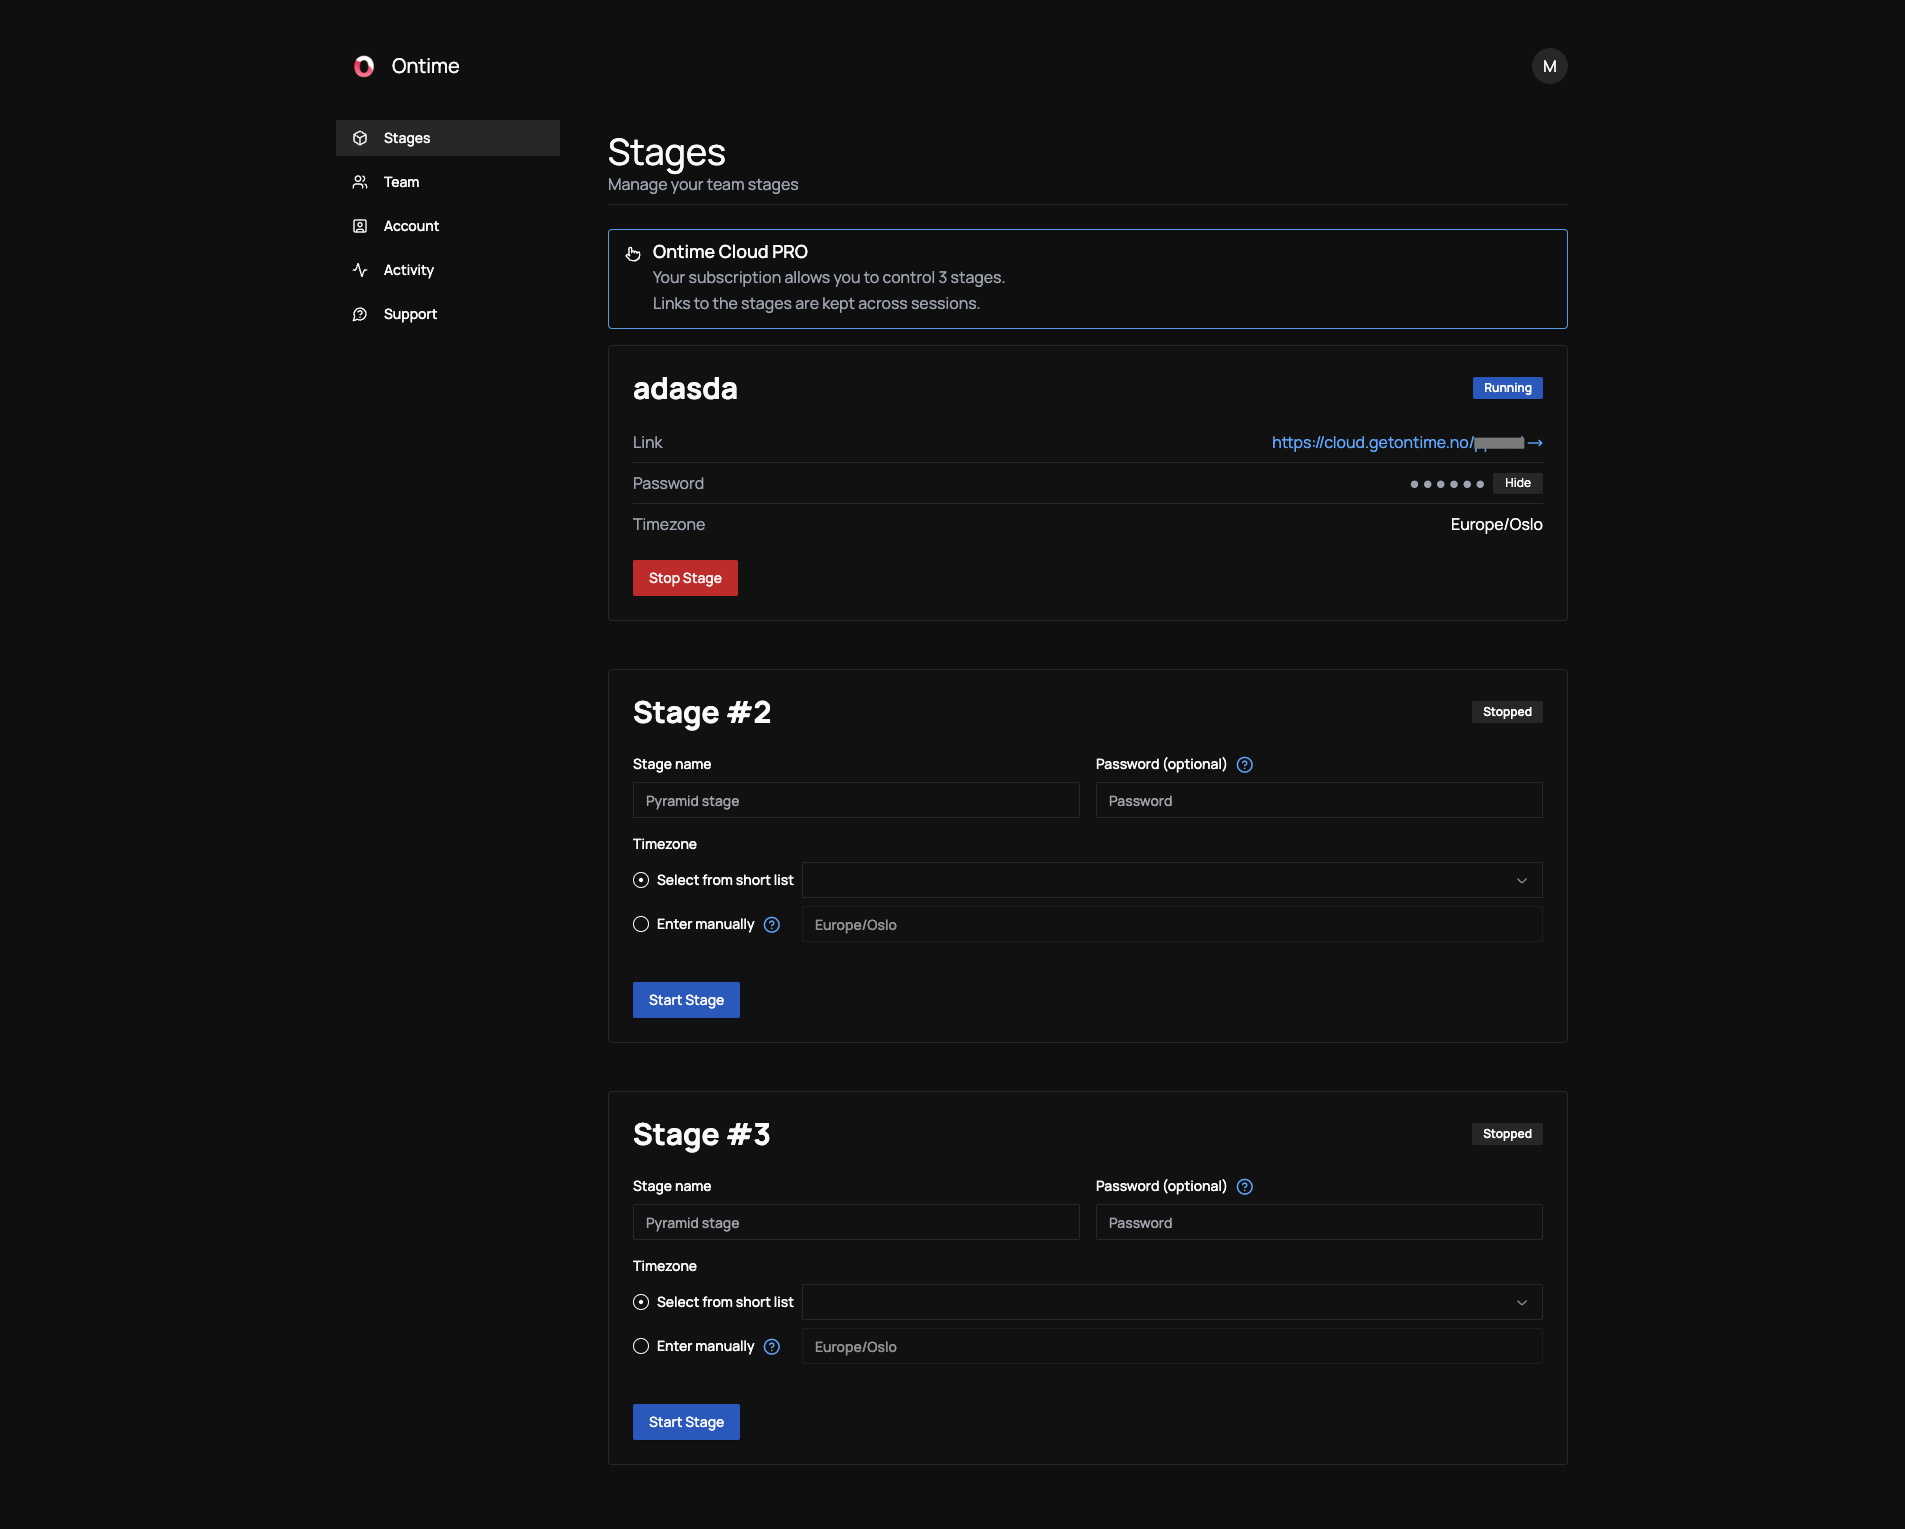 Ontime
M
Stages
Team
Account
Activity
Support
Stages
Manage your team stages
Ontime Cloud PRO
Your subscription allows you to control 3 stages.
Links to the stages are kept across sessions.
adasda
Running
Link
https://cloud.getontime.no/
Password
Hide
Timezone
Europe/Oslo
Stop Stage
Stage #2
Stopped
Stage name
Password (optional)
Pyramid stage
Password
Timezone
Select from short list
Enter manually
Europe/Oslo
Start Stage
Stage #3
Stopped
Stage name
Password (optional)
Pyramid stage
Password
Timezone
Select from short list
Enter manually
Europe/Oslo
Start Stage